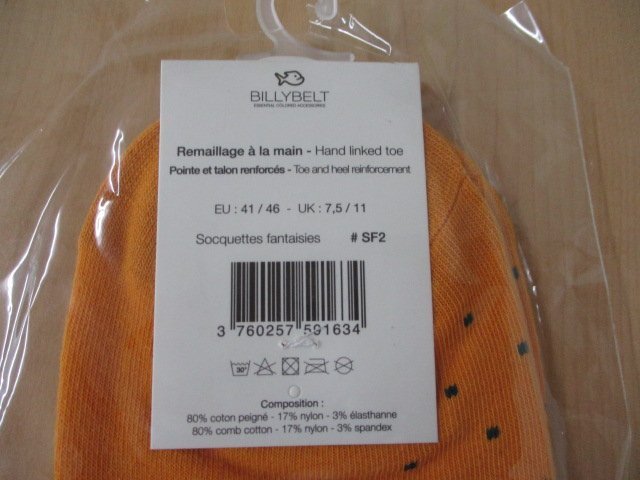 BILLYBELT
ESSENTIAL COLORED ACCESSORIES
Remaillage à la main - Hand linked toe
Pointe et talon renforcés - Toe and heel reinforcement
EU : 41 / 46 - UK : 7,5 / 11
Socquettes fantaisies # SF2
3 760257 591634
30°
Composition :
80% coton peigné - 17% nylon - 3% élasthanne
80% comb cotton - 17% nylon - 3% spandex